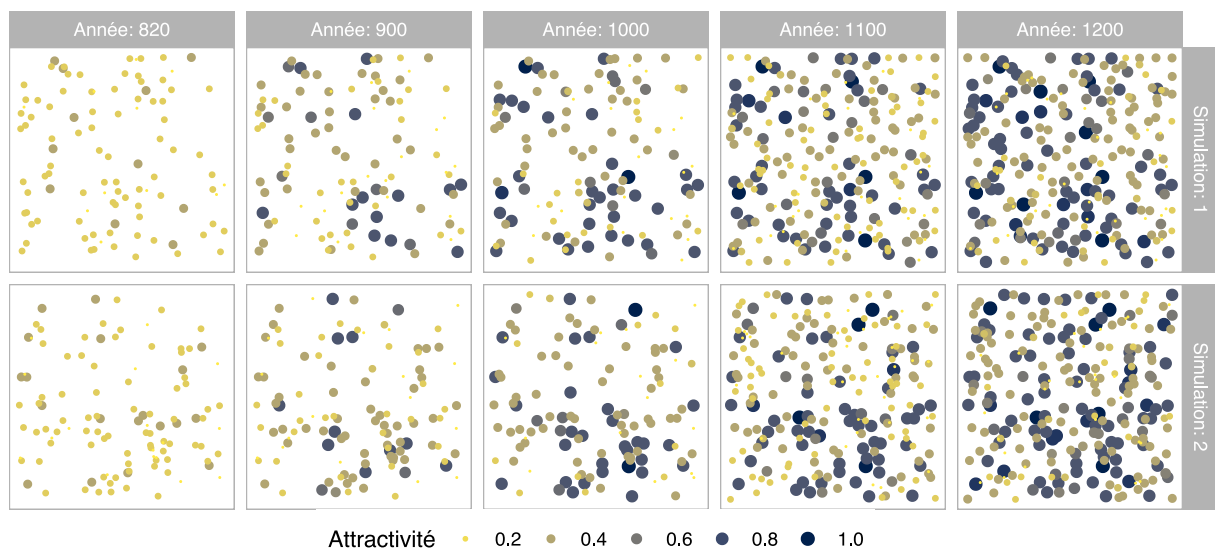 Année: 820
Année: 900
Année: 1000
Année: 1100
Année: 1200
Simulation: 1
Simulation: 2
Attractivité 0.2 0.4 0.6 0.8 1.0